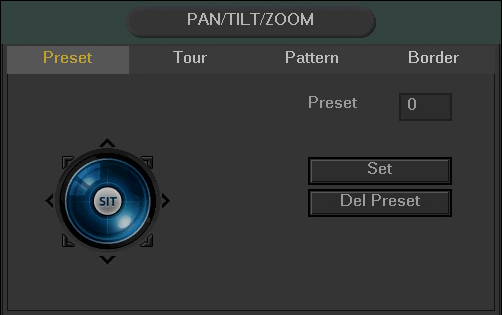 PAN/TILT/ZOOM
Preset Tour Pattern Border
Preset 0
Set
SIT
Del Preset